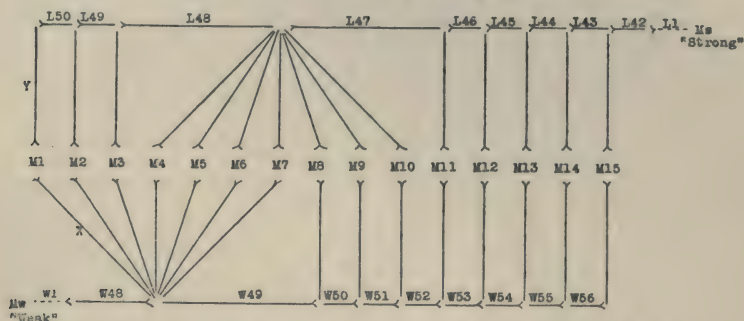 L50 L49 L48 L47 L46 L45 L44 L43 L42 L1 Ms
"Strong"
Y
M1 M2 M3 M4 M5 M6 M7 M8 M9 M10 M11 M12 M13 M14 M15
X
W1 W48 W49 W50 W51 W52 W53 W54 W55 W56
Mw
"Weak"